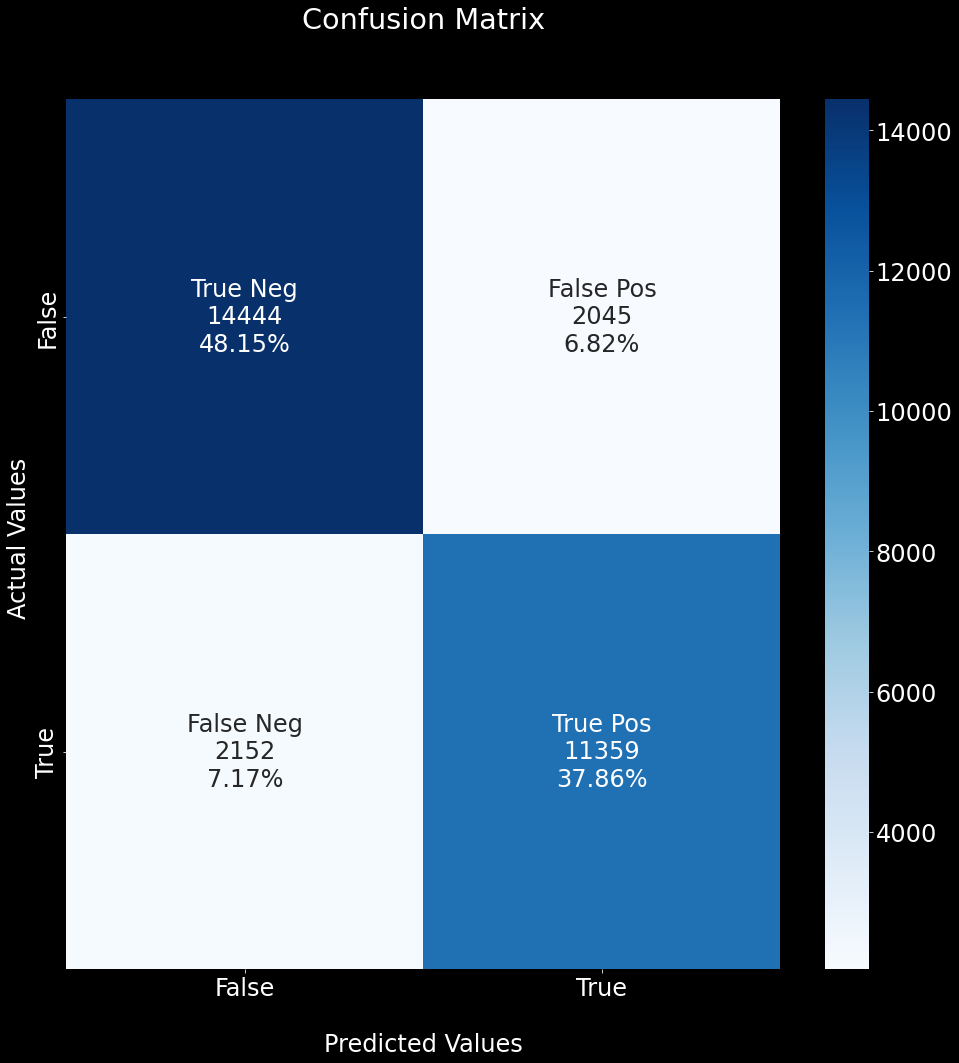 Confusion Matrix
True Neg
14444
48.15%
False Pos
2045
6.82%
False Neg
2152
7.17%
True Pos
11359
37.86%
False
True
Actual Values
False
True
Predicted Values
14000
12000
10000
8000
6000
4000